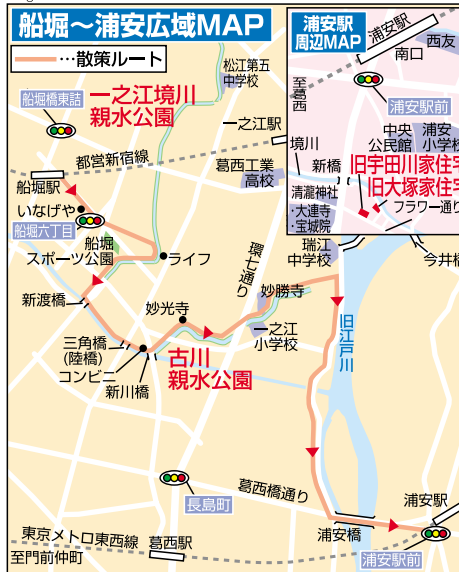 船堀～浦安広域MAP
…散策ルート
浦安駅
周辺MAP
浦安駅
西友
南口
至葛西
浦安駅前
中央
公民館
浦安
小学校
境川
新橋
旧宇田川家住宅
旧大塚家住宅
清瀧神社
・大連寺
・宝城院
フラワー通り
松江第五
中学校
船堀橋東詰
一之江境川
親水公園
一之江駅
都営新宿線
葛西工業
高校
船堀駅
いなげや
船堀六丁目
船堀
スポーツ公園
ライフ
環七通り
瑞江
中学校
今井橋
新渡橋
妙光寺
妙勝寺
一之江
小学校
旧江戸川
三角橋
(陸橋)
コンビニ
新川橋
古川
親水公園
長島町
葛西橋通り
浦安駅
浦安橋
浦安駅前
東京メトロ東西線
葛西駅
至門前仲町